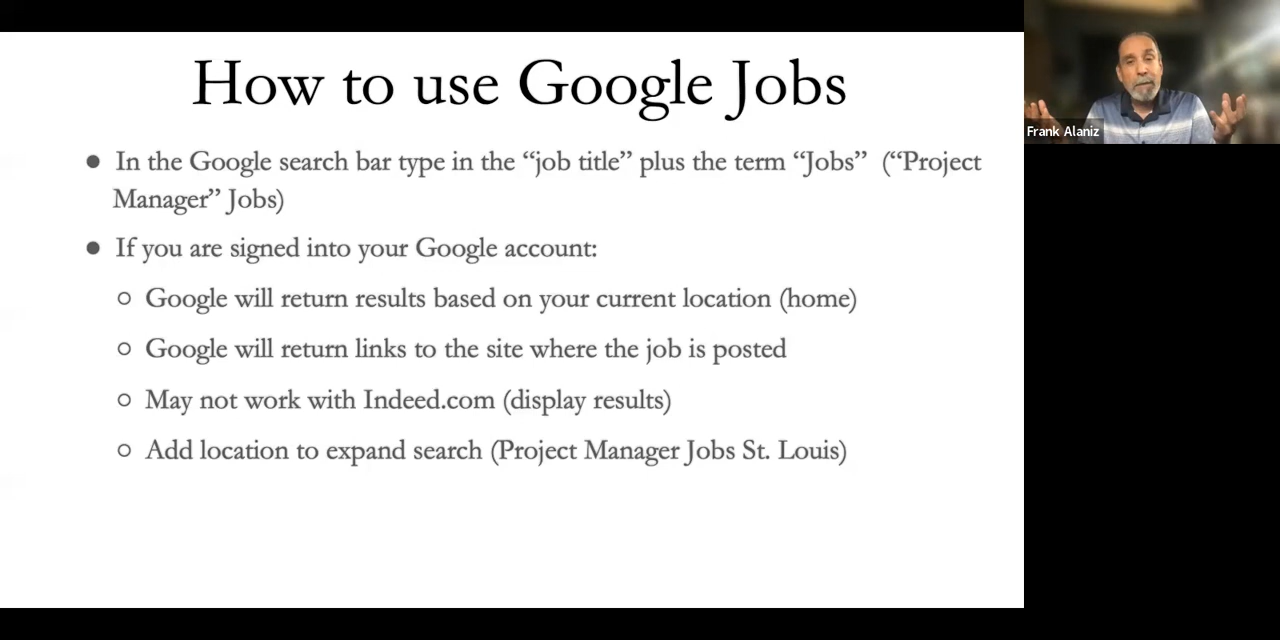 How to use Google Jobs
● In the Google search bar type in the “job title” plus the term “Jobs”  (“Project
Manager” Jobs)
● If you are signed into your Google account:
○ Google will return results based on your current location (home)
○ Google will return links to the site where the job is posted
○ May not work with Indeed.com (display results)
○ Add location to expand search (Project Manager Jobs St. Louis)
Frank Alaniz